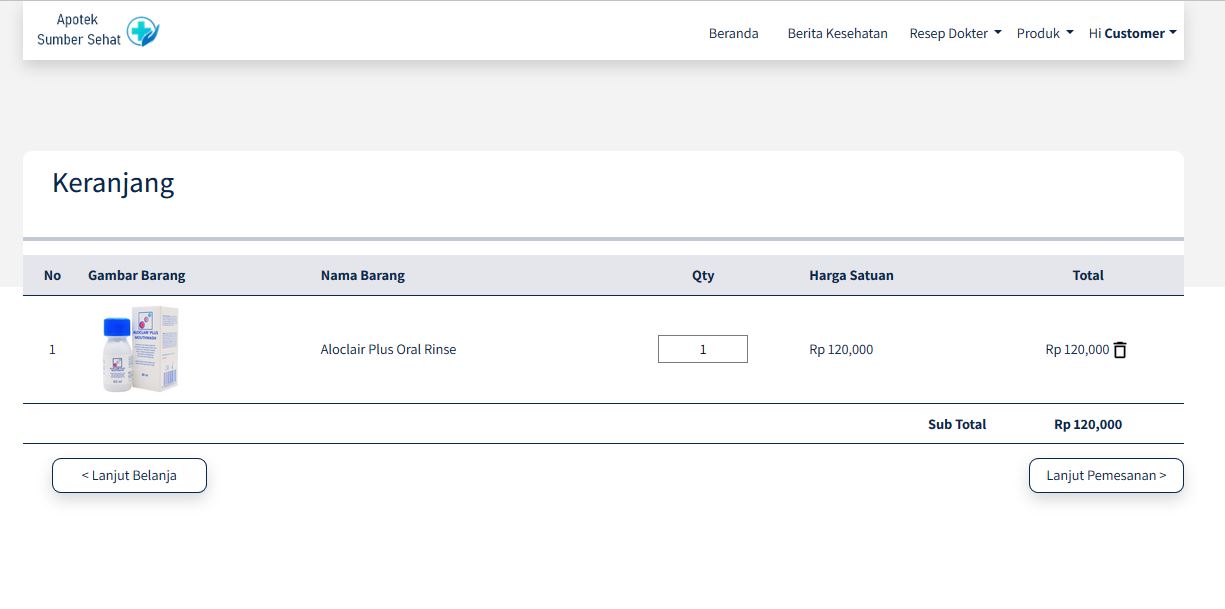 Apotek
Sumber Sehat
Beranda Berita Kesehatan Resep Dokter Produk Hi Customer
Keranjang
No Gambar Barang Nama Barang Qty Harga Satuan Total
ALOCLAIR PLUS
MOUTHWASH
1 Aloclair Plus Oral Rinse 1 Rp 120,000 Rp 120,000
Sub Total Rp 120,000
< Lanjut Belanja Lanjut Pemesanan >